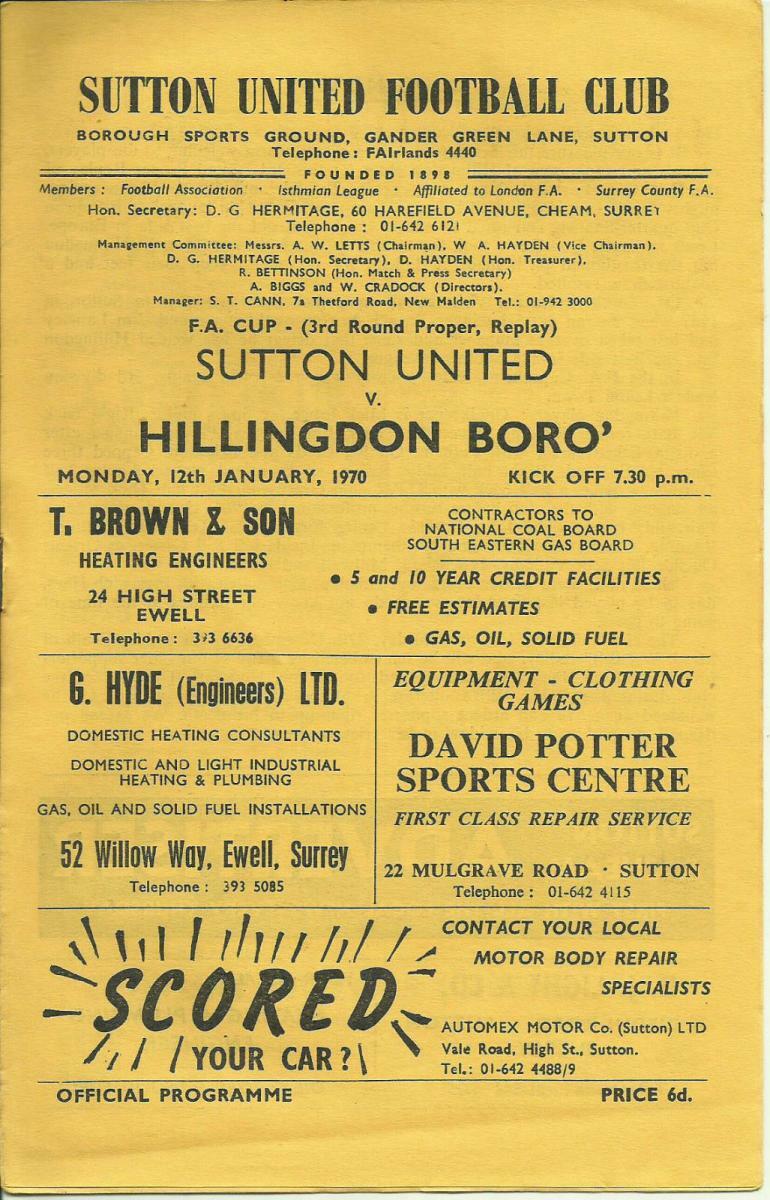 SUTTON UNITED FOOTBALL CLUB
BOROUGH SPORTS GROUND, GANDER GREEN LANE, SUTTON
Telephone: FAIrlands 4440
FOUNDED 1898
Members : Football Association · Isthmian League · Affiliated to London F.A. · Surrey County F.A.
Hon. Secretary: D. G. HERMITAGE, 60 HAREFIELD AVENUE, CHEAM, SURREY
Telephone : 01-642 6121
Management Committee: Messrs. A. W. LETTS (Chairman), W A. HAYDEN (Vice Chairman).
D. G. HERMITAGE (Hon. Secretary), D. HAYDEN (Hon. Treasurer).
R. BETTINSON (Hon. Match & Press Secretary)
A. BIGGS and W. CRADOCK (Directors).
Manager: S. T. CANN, 7a Thetford Road, New Malden Tel.: 01-942 3000
F.A. CUP - (3rd Round Proper, Replay)
SUTTON UNITED
V.
HILLINGDON BORO'
MONDAY, 12th JANUARY, 1970 KICK OFF 7.30 p.m.
T. BROWN & SON
HEATING ENGINEERS
24 HIGH STREET
EWELL
Telephone : 393 6636
CONTRACTORS TO
NATIONAL COAL BOARD
SOUTH EASTERN GAS BOARD
• 5 and 10 YEAR CREDIT FACILITIES
• FREE ESTIMATES
• GAS, OIL, SOLID FUEL
G. HYDE (Engineers) LTD.
DOMESTIC HEATING CONSULTANTS
DOMESTIC AND LIGHT INDUSTRIAL
HEATING & PLUMBING
GAS, OIL AND SOLID FUEL INSTALLATIONS
52 Willow Way, Ewell, Surrey
Telephone : 393 5085
EQUIPMENT - CLOTHING
GAMES
DAVID POTTER
SPORTS CENTRE
FIRST CLASS REPAIR SERVICE
22 MULGRAVE ROAD · SUTTON
Telephone : 01-642 4115
SCORED
YOUR CAR?
CONTACT YOUR LOCAL
MOTOR BODY REPAIR
SPECIALISTS
AUTOMEX MOTOR Co. (Sutton) LTD
Vale Road, High St., Sutton.
Tel.: 01-642 4488/9
OFFICIAL PROGRAMME PRICE 6d.